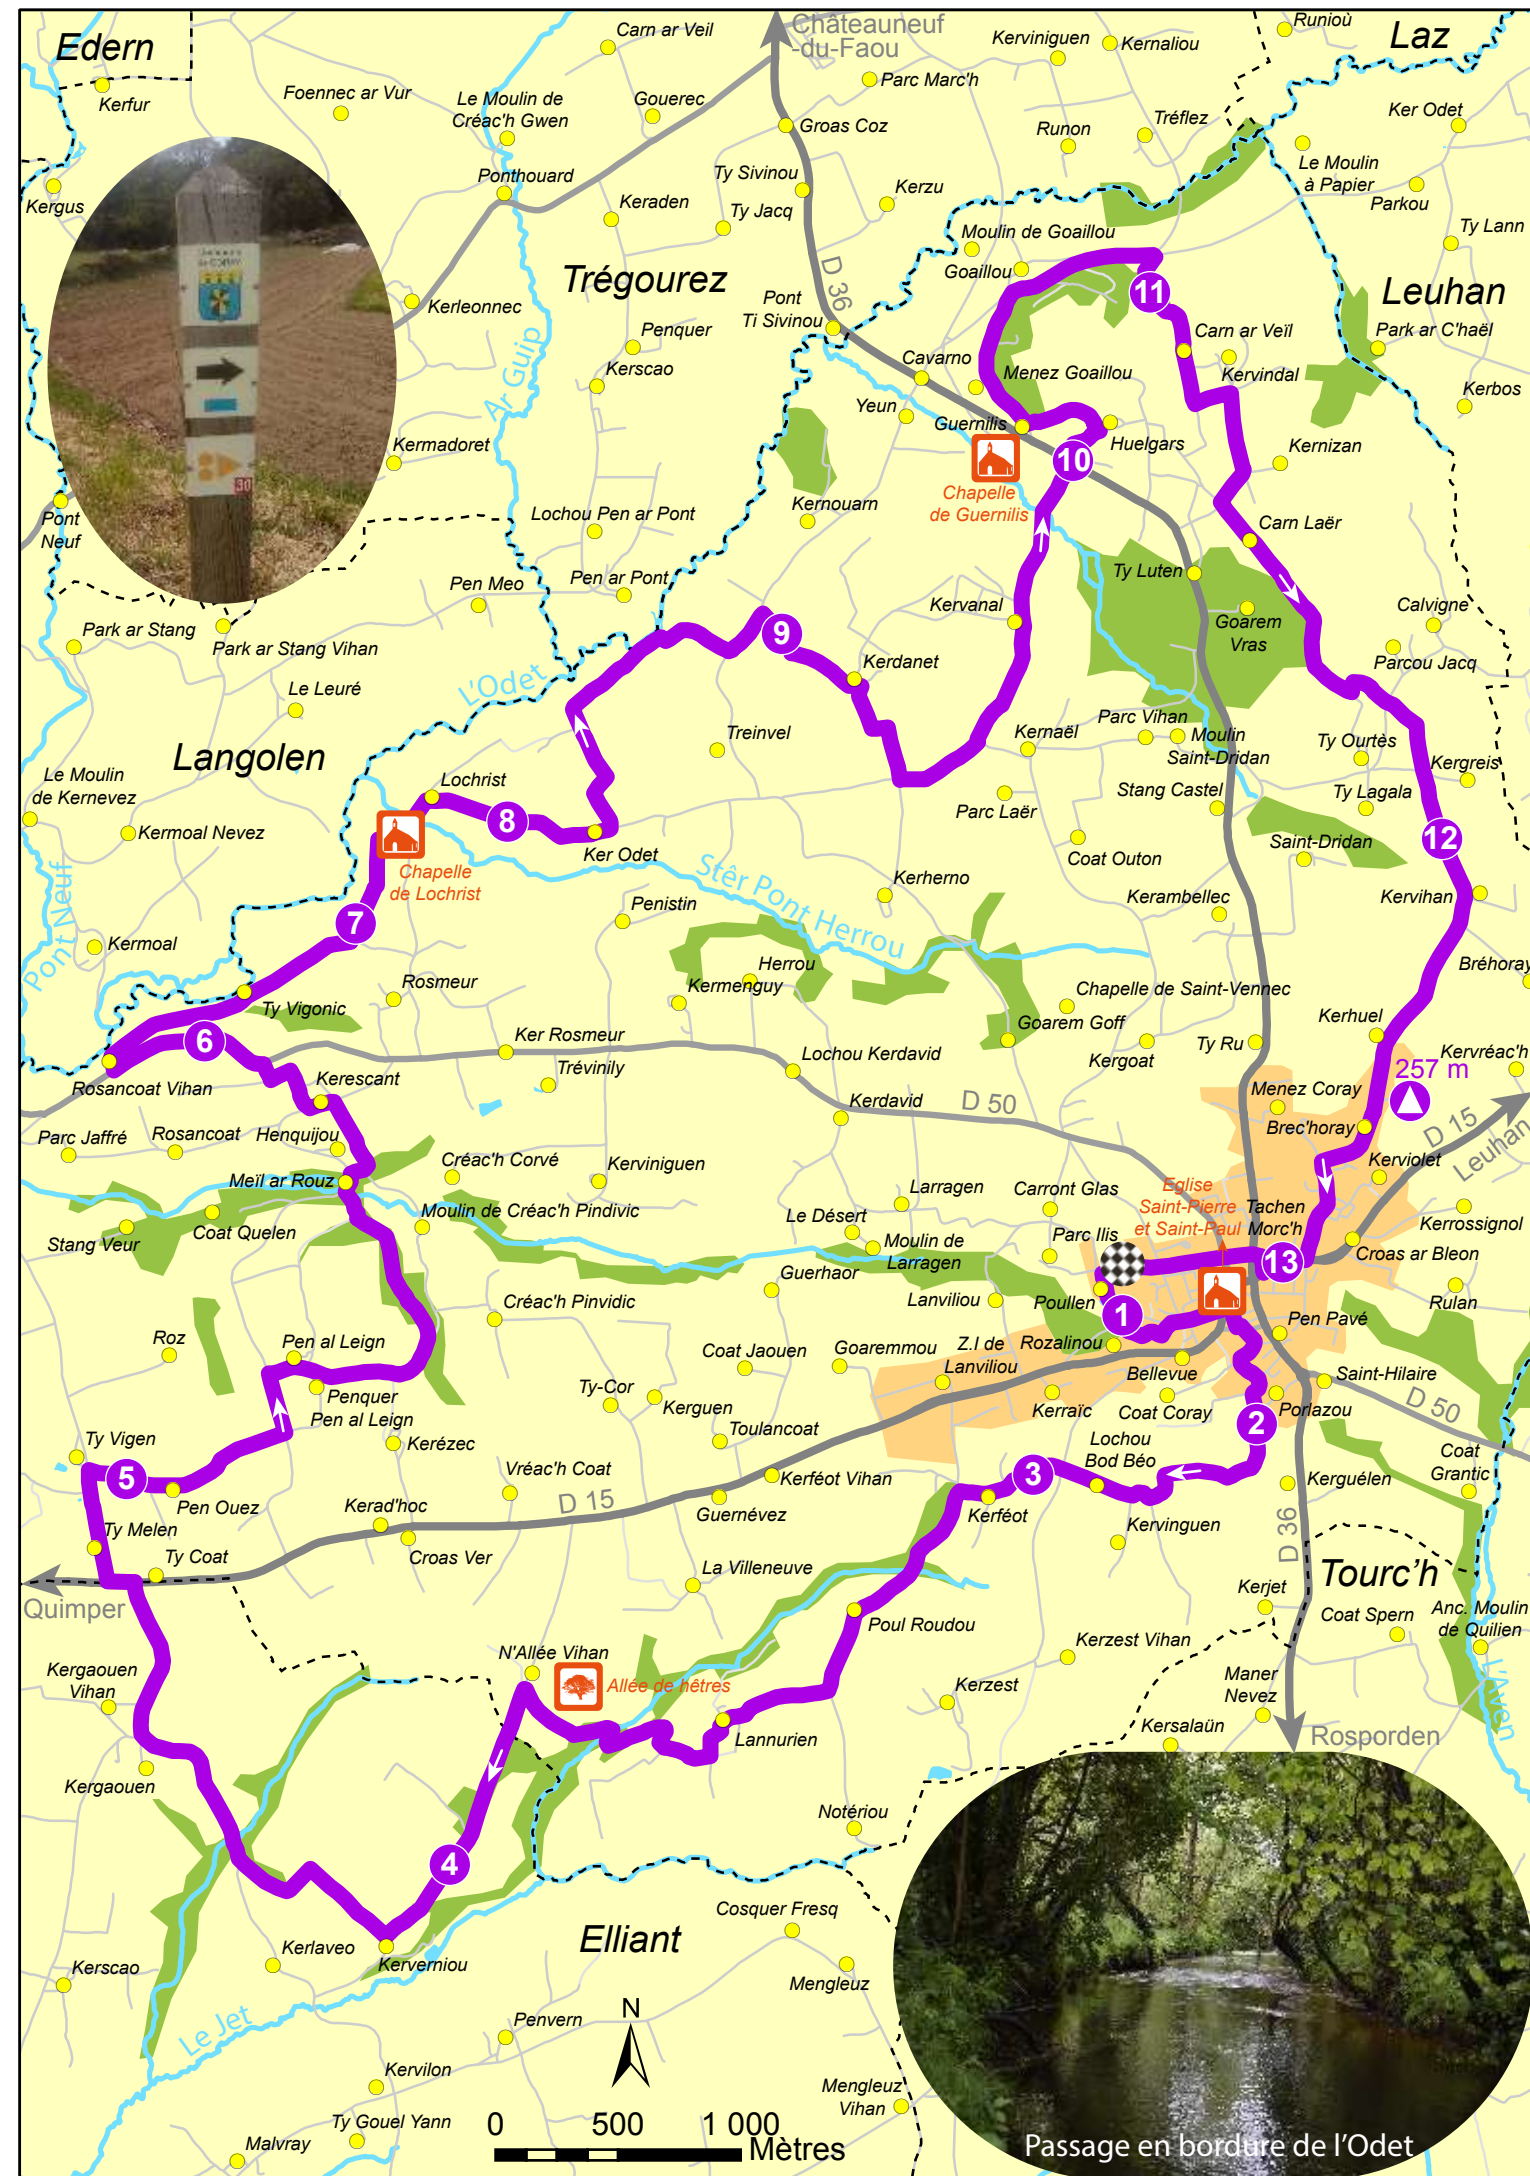 Edern
Kerfur
Foennec ar Vur
Carn ar Veil
Le Moulin de
Créac'h Gwen
Gouerec
Châteauneuf
-du-Faou
Parc Marc'h
Kerviniguen
Kernaliou
Runioù
Laz
Groas Coz
Runon
Tréflez
Ker Odet
Le Moulin
à Papier
Parkou
Kergus
Ponthouard
Keraden
Ty Sivinou
Ty Jacq
Kerzu
Ty Lann
Trégourez
Moulin de Goaillou
Goaillou
D 36
Leuhan
Kerleonnec
Penquer
Pont
Ti Sivinou
11
Carn ar Veïl
Park ar C'haël
Ar Guip
Kerscao
Cavarno
Menez Goaillou
Kervindal
Kerbos
Yeun
Guernilis
Huelgars
Kermadoret
10
Kernizan
30
Chapelle
de Guernilis
Pont
Neuf
Lochou Pen ar Pont
Kernouarn
Carn Laër
Pen Meo
Pen ar Pont
Ty Luten
Kervanal
Goarem
Vras
Calvigne
Park ar Stang
Park ar Stang Vihan
9
Kerdanet
Parcou Jacq
L'Odet
Le Leuré
Langolen
Treinvel
Kernaël
Parc Vihan
Moulin
Saint-Dridan
Ty Ourtès
Kergreis
Le Moulin
de Kernevez
Lochrist
Parc Laër
Stang Castel
Ty Lagala
Kermoal Nevez
8
Ker Odet
Coat Outon
Saint-Dridan
12
Chapelle
de Lochrist
Stêr Pont Herrou
Kerherno
Kerambellec
Kervihan
Pont Neuf
Kermoal
7
Penistin
Herrou
Bréhoray
Rosmeur
Kermenguy
Chapelle de Saint-Vennec
Ty Vigonic
6
Ker Rosmeur
Goarem Goff
Kergoat
Ty Ru
Kerhuel
Kervréac'h
Rosancoat Vihan
Kerescant
Trévinily
Lochou Kerdavid
257 m
Kerdavid
D 50
Menez Coray
Brec'horay
D 15
Leuhan
Parc Jaffré
Rosancoat
Henquijou
Créac'h Corvé
Kerviniguen
Kerviolet
Meïl ar Rouz
Larragen
Carront Glas
Eglise
Saint-Pierre
et Saint-Paul
Tachen
Morc'h
Kerrossignol
Coat Quelen
Moulin de Créac'h Pindivic
Le Désert
Moulin de
Larragen
Parc Ilis
Stang Veur
Croas ar Bleon
13
Guerhaor
Lanviliou
Poullen
1
Rulan
Créac'h Pinvidic
Pen Pavé
Roz
Pen al Leign
Coat Jaouen
Goaremmou
Z.I de
Lanviliou
Rozalinou
Bellevue
Saint-Hilaire
Penquer
Pen al Leign
Ty-Cor
Kerguen
Kerraïc
Coat Coray
Porlazou
D 50
2
Ty Vigen
Kerézec
Toulancoat
Lochou
Bod Béo
Coat
Grantic
5
Pen Ouez
Vréac'h Coat
Kerféot Vihan
3
Kerguélen
Kerad'hoc
D 15
Guernévez
Kerféot
Kervinguen
Ty Melen
Croas Ver
D 36
Ty Coat
Quimper
La Villeneuve
Tourc'h
Kerjet
Poul Roudou
Coat Spern
Anc. Moulin
de Quilien
N'Allée Vihan
Kerzest Vihan
Kergaouen
Vihan
Allée de hêtres
Kerzest
Maner
Nevez
L'Aven
Lannurien
Kersalaün
Rosporden
Kergaouen
Notériou
4
Cosquer Fresq
Elliant
Kerlaveo
Kerverniou
Kerscao
Mengleuz
Le Jet
N
Penvern
Kervilon
Mengleuz
Vihan
Ty Gouel Yann
0 500 1 000
Mètres
Malvray
Passage en bordure de l'Odet